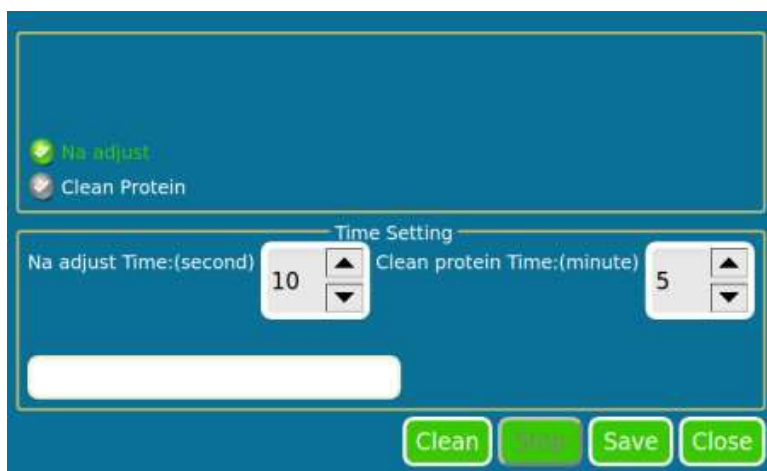 Na adjust
Clean Protein
Time Setting
Na adjust Time:(second) 10 Clean protein Time:(minute) 5
Clean Stop Save Close